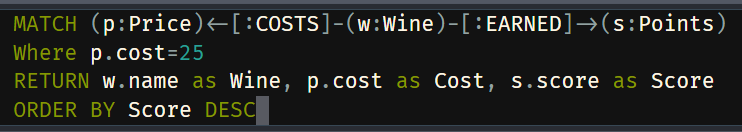 MATCH (p:Price)<-[:COSTS]-(w:Wine)-[:EARNED]->(s:Points)
Where p.cost=25
RETURN w.name as Wine, p.cost as Cost, s.score as Score
ORDER BY Score DESC